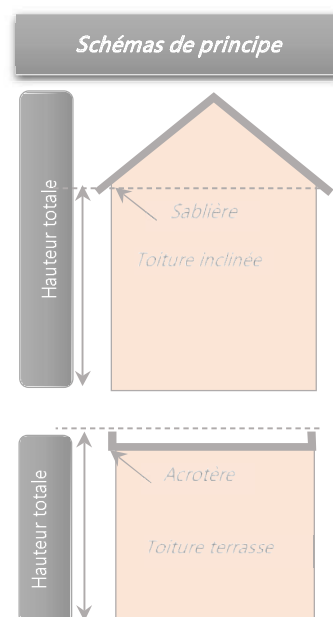 Schémas de principe
Hauteur totale
Sablière
Toiture inclinée
Hauteur totale
Acrotère
Toiture terrasse